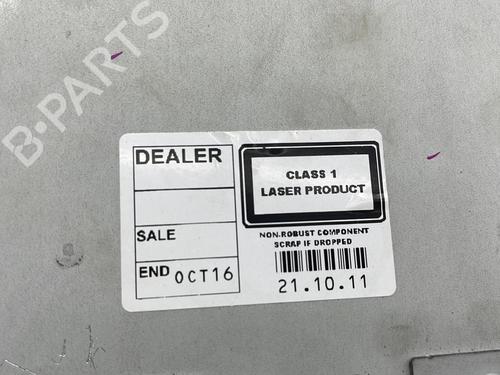 B-PARTS
DEALER
SALE
END OCT16
CLASS 1
LASER PRODUCT
NON-ROBUST COMPONENT
SCRAP IF DROPPED
21.10.11